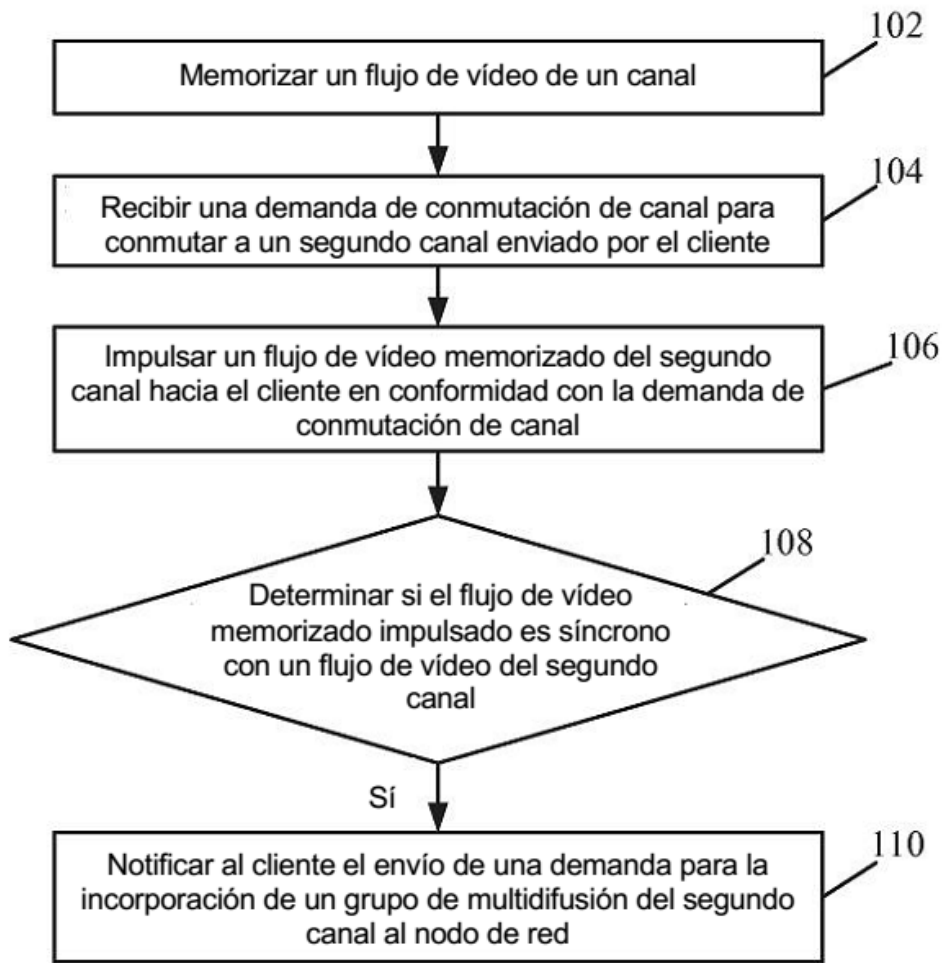 102
Memorizar un flujo de vídeo de un canal
104
Recibir una demanda de conmutación de canal para
conmutar a un segundo canal enviado por el cliente
106
Impulsar un flujo de vídeo memorizado del segundo
canal hacia el cliente en conformidad con la demanda de
conmutación de canal
108
Determinar si el flujo de vídeo
memorizado impulsado es síncrono
con un flujo de vídeo del segundo
canal
Sí
110
Notificar al cliente el envío de una demanda para la
incorporación de un grupo de multidifusión del segundo
canal al nodo de red